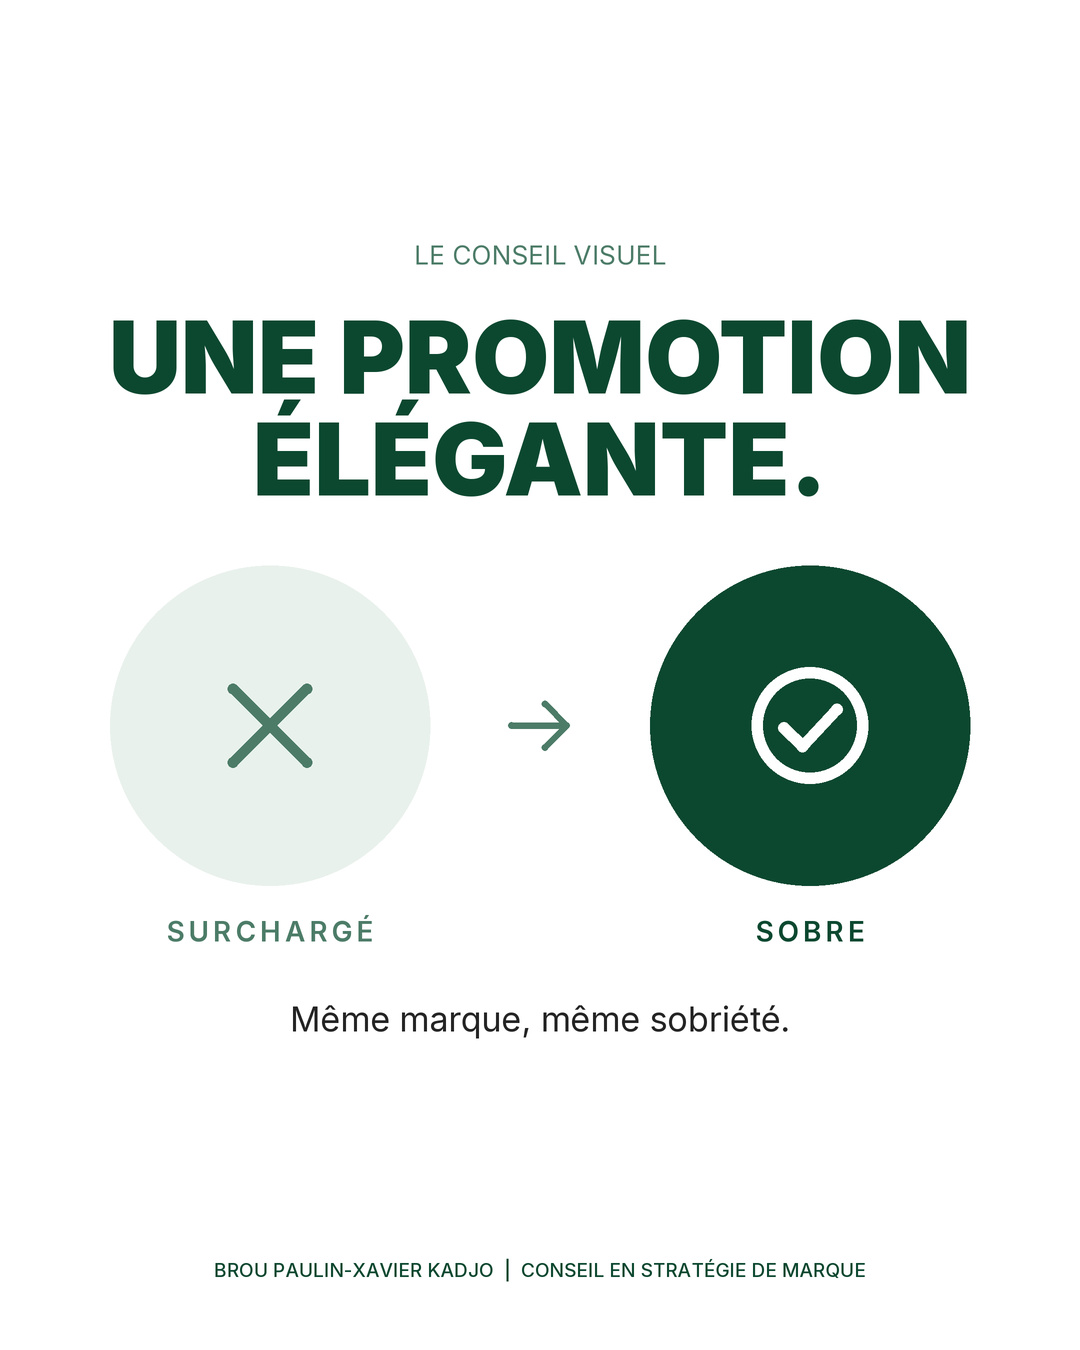 LE CONSEIL VISUEL
UNE PROMOTION
ÉLÉGANTE.
SURCHARGÉ
SOBRE
Même marque, même sobriété.
BROU PAULIN-XAVIER KADJO | CONSEIL EN STRATÉGIE DE MARQUE